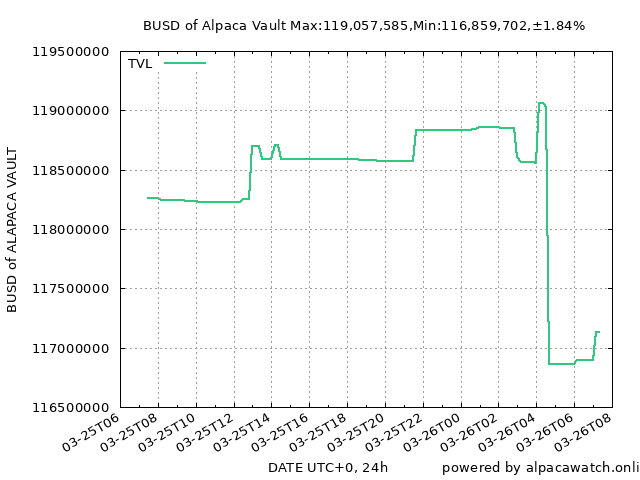 BUSD of Alpaca Vault Max:119,057,585,Min:116,859,702,±1.84%
TVL
119500000
119000000
118500000
118000000
117500000
117000000
116500000
BUSD of ALAPACA VAULT
03-25T06
03-25T08
03-25T10
03-25T12
03-25T14
03-25T16
03-25T18
03-25T20
03-25T22
03-26T00
03-26T02
03-26T04
03-26T06
03-26T08
DATE UTC+0, 24h
powered by alpacawatch.onli